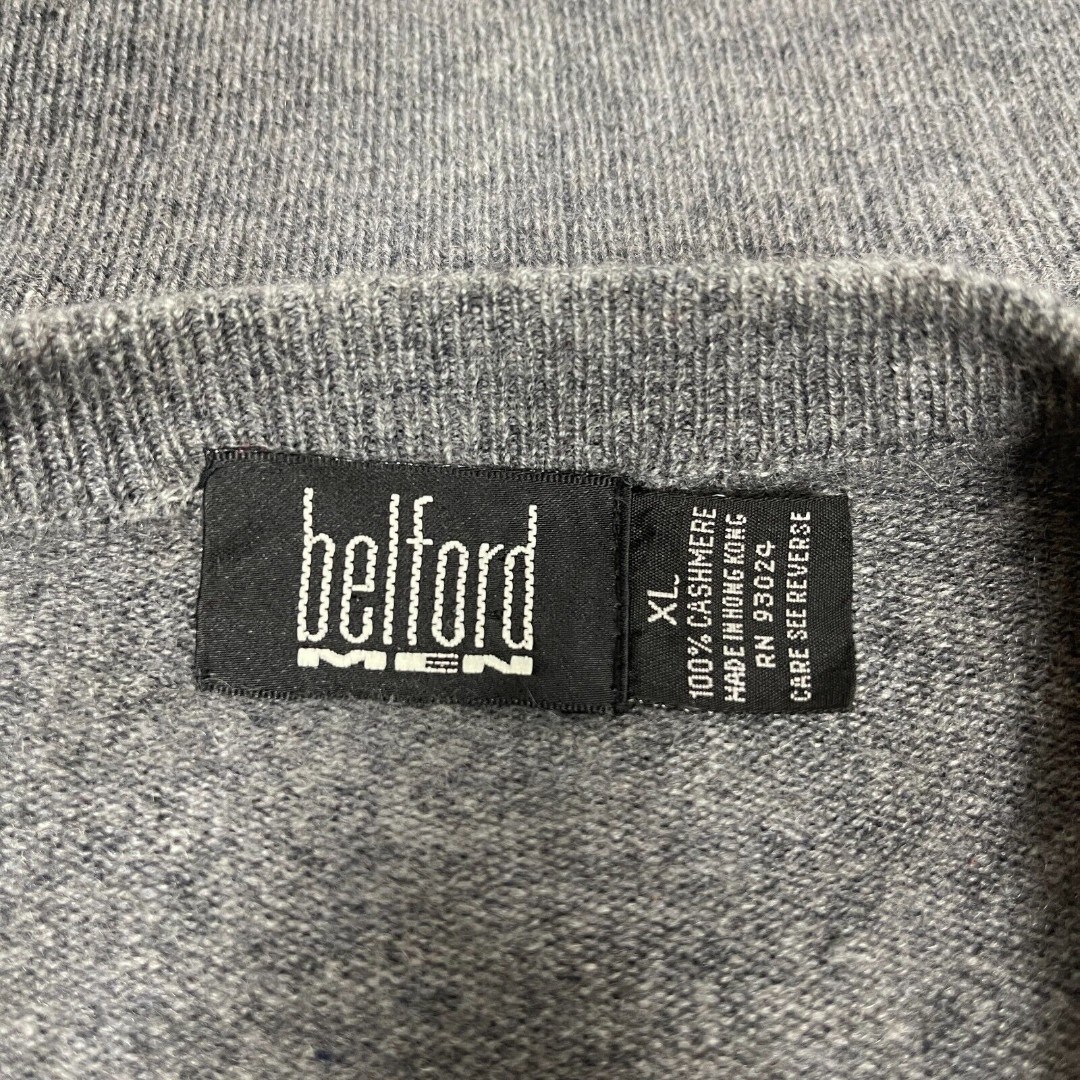 belford
MEN
XL
100% CASHMERE
MADE IN HONG KONG
RN 93024
CARE SEE REVERSE